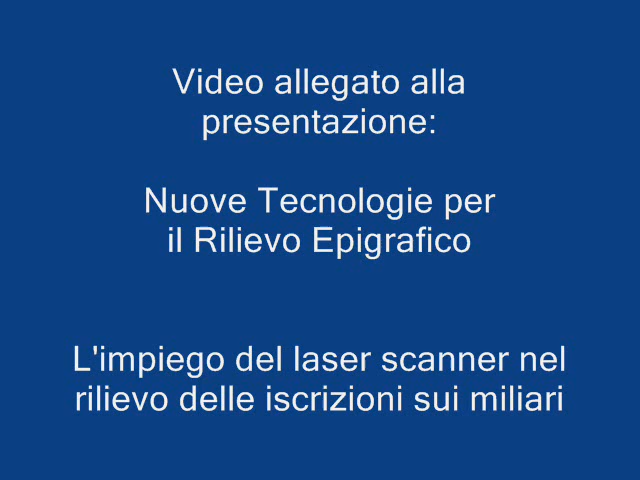 Video allegato alla
presentazione:
Nuove Tecnologie per
il Rilievo Epigrafico
L'impiego del laser scanner nel
rilievo delle iscrizioni sui miliari